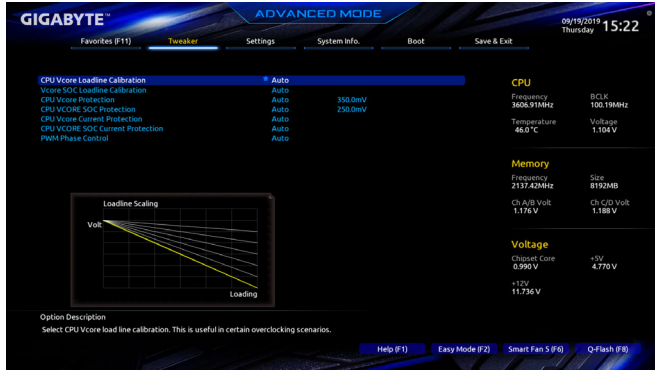 GIGABYTE™
ADVANCED MODE
09/19/2019
Thursday 15:22
Favorites (F11) Tweaker Settings System Info. Boot Save & Exit
CPU Vcore Loadline Calibration * Auto
Vcore SOC Loadline Calibration Auto
CPU Vcore Protection Auto 350.0mV
CPU VCORE SOC Protection Auto 250.0mV
CPU Vcore Current Protection Auto
CPU VCORE SOC Current Protection Auto
PWM Phase Control Auto
Loadline Scaling
Volt
Loading
CPU
Frequency BCLK
3606.91MHz 100.19MHz
Temperature Voltage
46.0 °C 1.104 V
Memory
Frequency Size
2137.42MHz 8192MB
Ch A/B Volt Ch C/D Volt
1.176 V 1.188 V
Voltage
Chipset Core +5V
0.990 V 4.770 V
+12V
11.736 V
Option Description
Select CPU Vcore load line calibration. This is useful in certain overclocking scenarios.
Help (F1) Easy Mode (F2) Smart Fan 5 (F6) Q-Flash (F8)